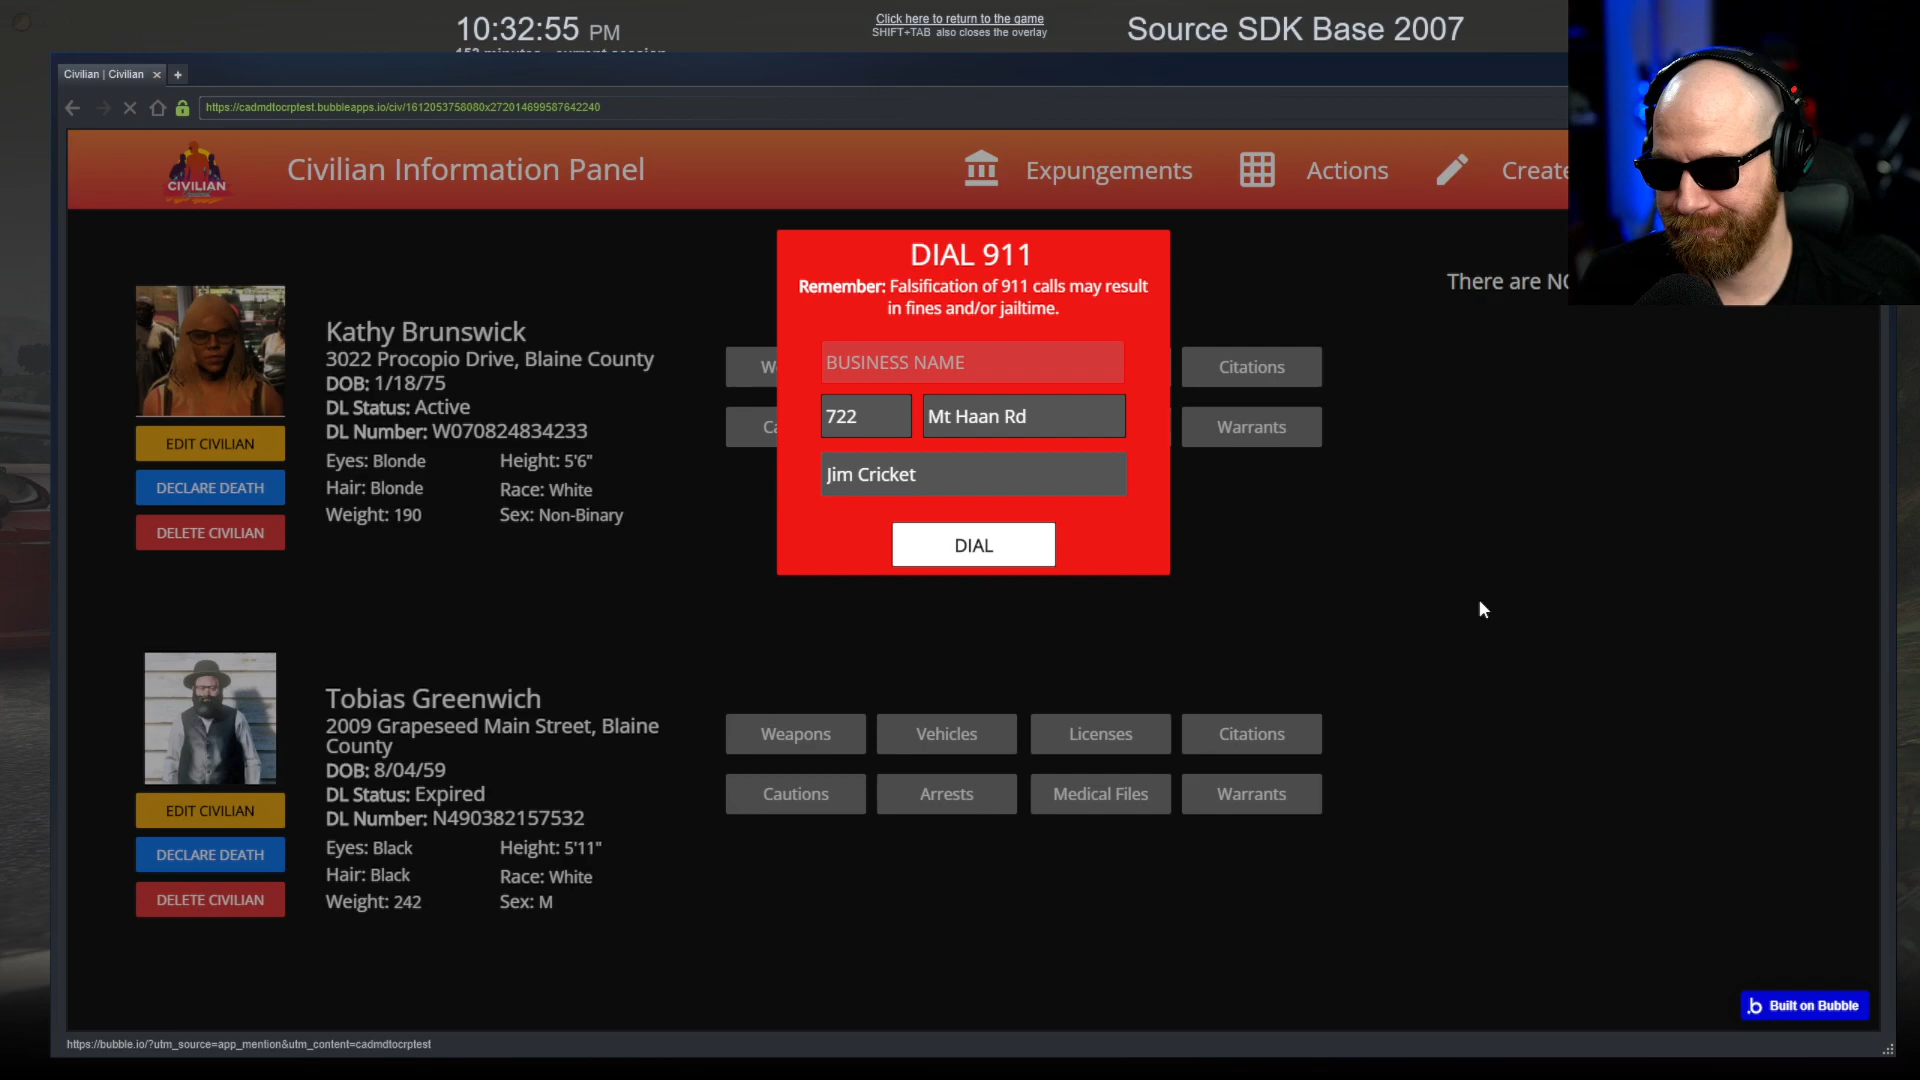 10:32:55 PM
Click here to return to the game
SHIFT+TAB also closes the overlay
Source SDK Base 2007
Civilian | Civilian
https://cadmdtocrptest.bubbleapps.io/civ/1612053758080x272014699587642240
CIVILIAN
Civilian Information Panel
Expungements
Actions
Create
There are NO
DIAL 911
Remember: Falsification of 911 calls may result
in fines and/or jailtime.
BUSINESS NAME
722
Mt Haan Rd
Jim Cricket
DIAL
Kathy Brunswick
3022 Procopio Drive, Blaine County
DOB: 1/18/75
DL Status: Active
DL Number: W070824834233
Eyes: Blonde
Height: 5'6"
Hair: Blonde
Race: White
Weight: 190
Sex: Non-Binary
EDIT CIVILIAN
DECLARE DEATH
DELETE CIVILIAN
Citations
Warrants
Tobias Greenwich
2009 Grapeseed Main Street, Blaine
County
DOB: 8/04/59
DL Status: Expired
DL Number: N490382157532
Eyes: Black
Height: 5'11"
Hair: Black
Race: White
Weight: 242
Sex: M
EDIT CIVILIAN
DECLARE DEATH
DELETE CIVILIAN
Weapons
Vehicles
Licenses
Citations
Cautions
Arrests
Medical Files
Warrants
Built on Bubble
https://bubble.io/?utm_source=app_mention&utm_content=cadmdtocrptest